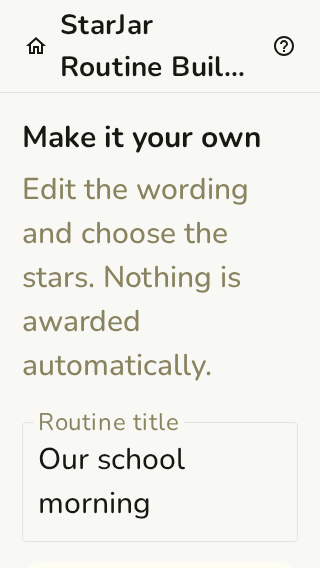 StarJar
Routine Buil...
Make it your own
Edit the wording
and choose the
stars. Nothing is
awarded
automatically.
Routine title
Our school
morning